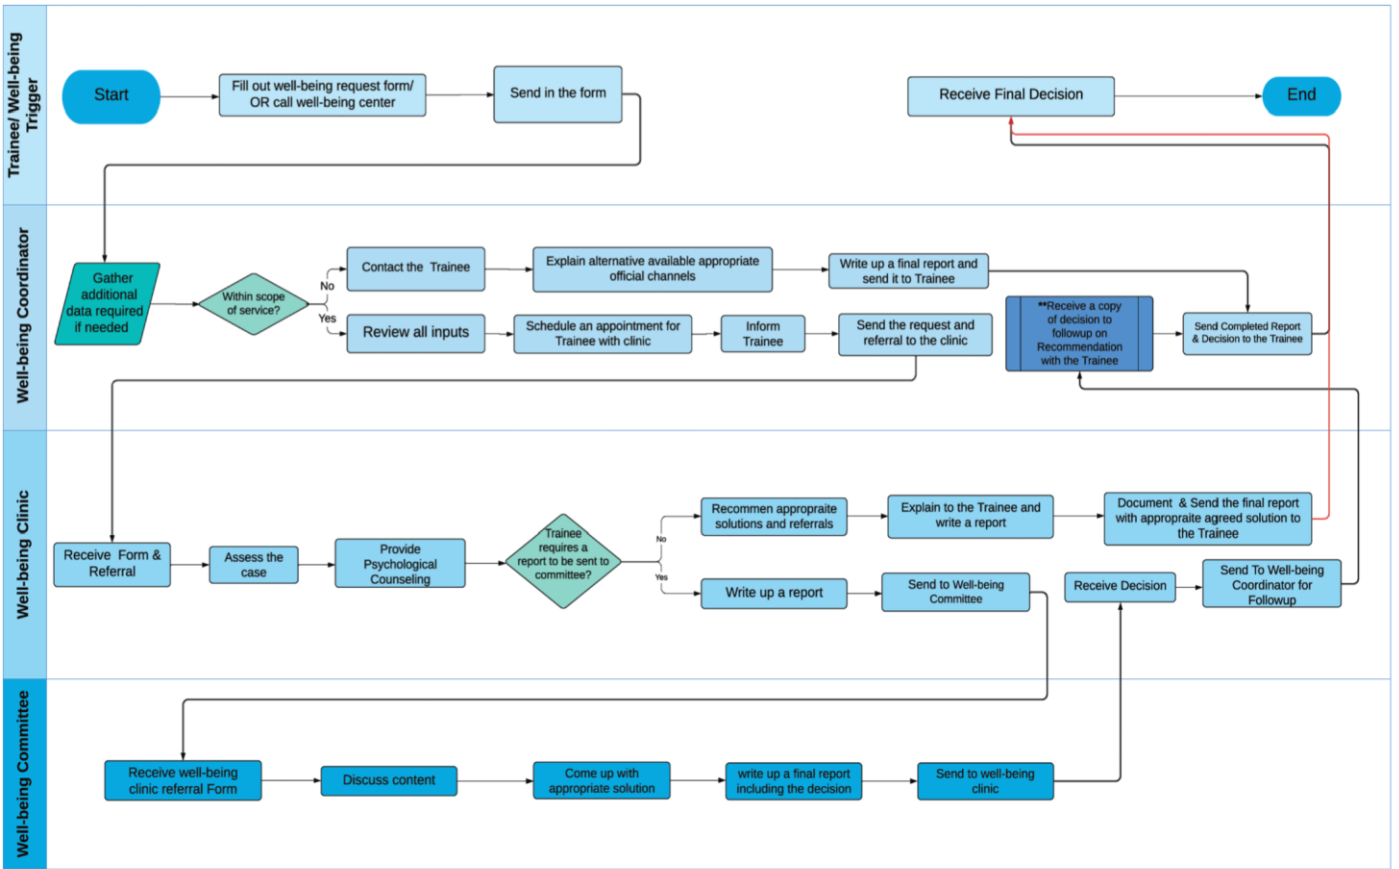 Trainee/ Well-being
Trigger
Start
Fill out well-being request form/
OR call well-being center
Send in the form
Receive Final Decision
End
Well-being Coordinator
Gather
additional
data required
if needed
Within scope
of service?
No
Yes
Contact the Trainee
Explain alternative available appropriate
official channels
Write up a final report and
send it to Trainee
Review all inputs
Schedule an appointment for
Trainee with clinic
Inform
Trainee
Send the request and
referral to the clinic
**Receive a copy
of decision to
followup on
Recommendation
with the Trainee
Send Completed Report
& Decision to the Trainee
Well-being Clinic
Receive Form &
Referral
Assess the
case
Provide
Psychological
Counseling
Trainee
requires a
report to be sent to
committee?
No
Yes
Recommen appropraite
solutions and referrals
Explain to the Trainee and
write a report
Document & Send the final report
with appropraite agreed solution to
the Trainee
Write up a report
Send to Well-being
Committee
Receive Decision
Send To Well-being
Coordinator for
Followup
Well-being Committee
Receive well-being
clinic referral Form
Discuss content
Come up with
appropriate solution
write up a final report
including the decision
Send to well-being
clinic